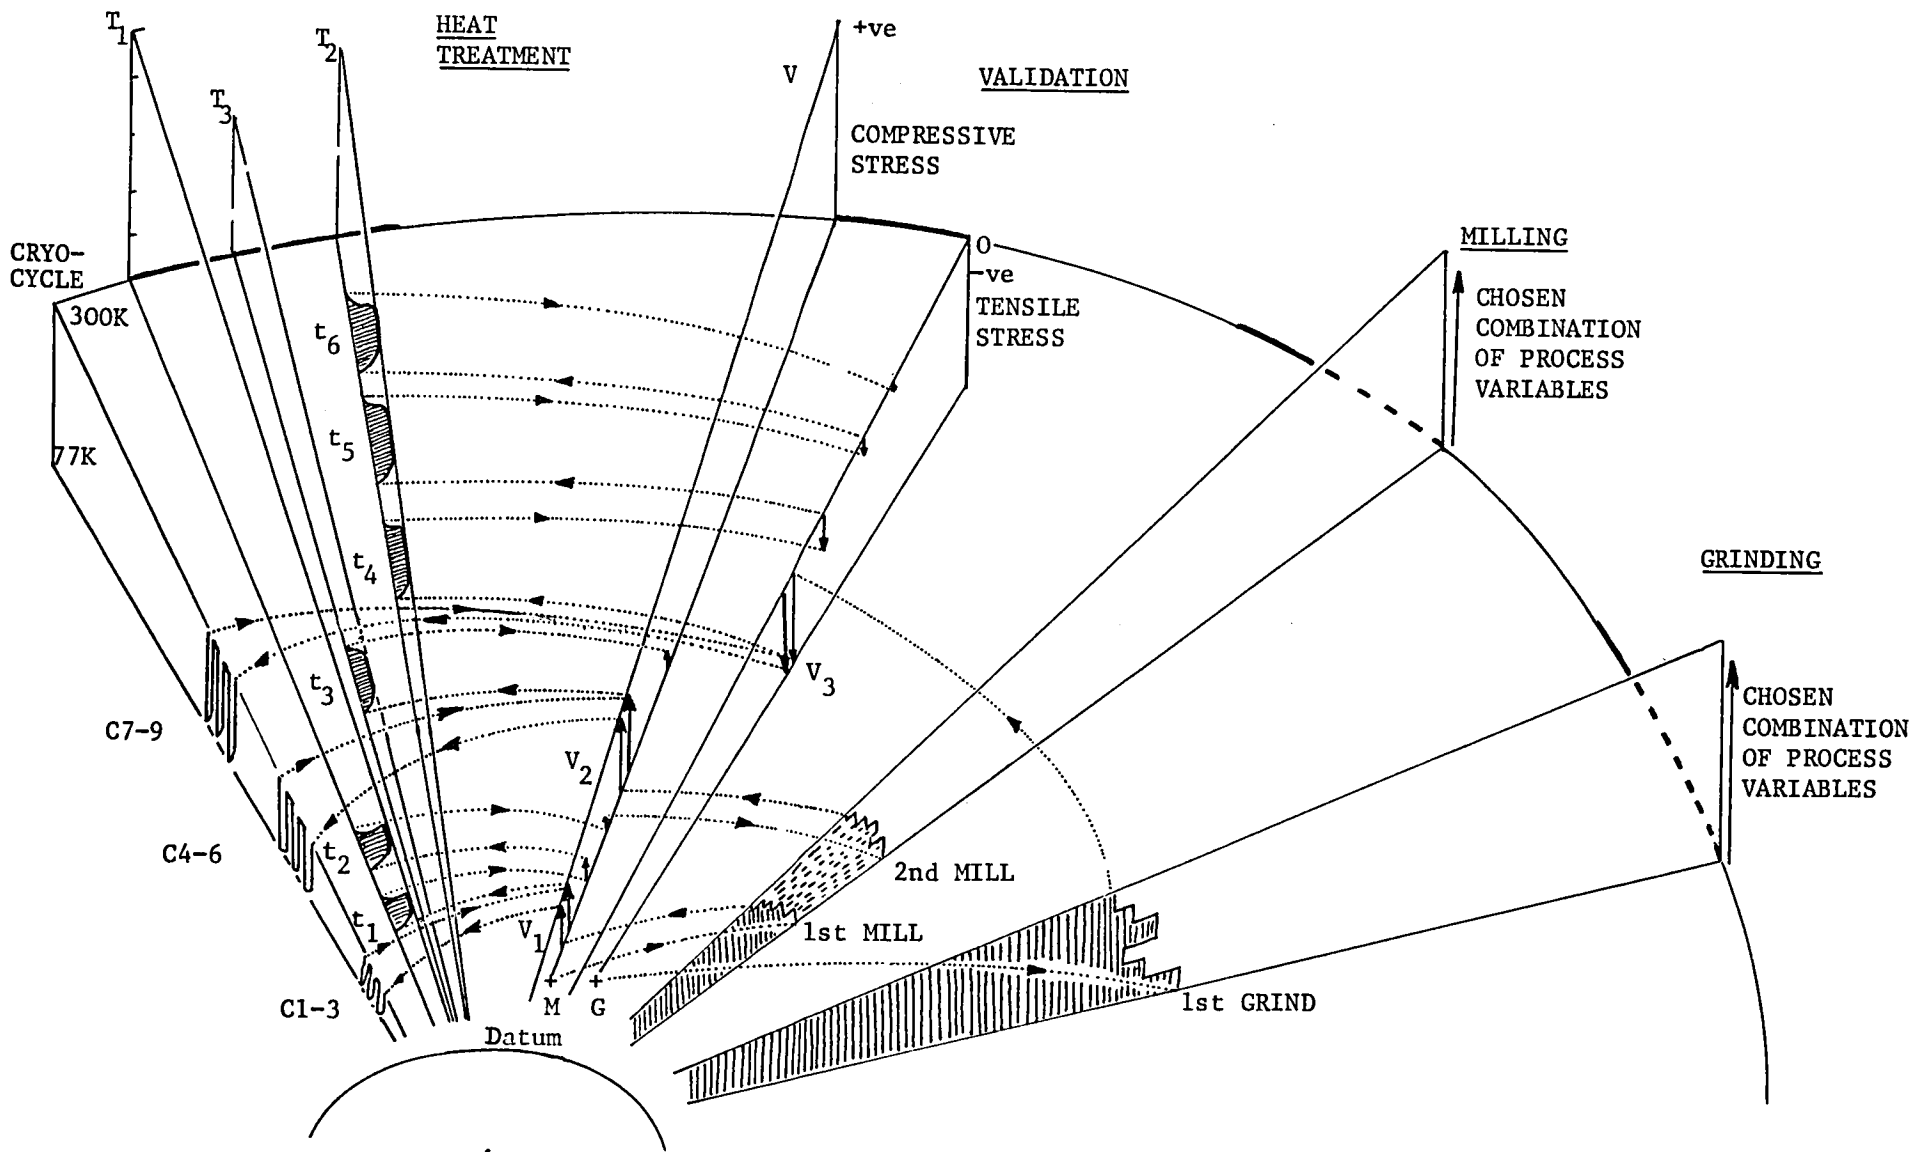 T1
HEAT
TREATMENT
T2
T3
V
+ve
VALIDATION
COMPRESSIVE
STRESS
CRYO-
CYCLE
300K
77K
0
-ve
TENSILE
STRESS
MILLING
CHOSEN
COMBINATION
OF PROCESS
VARIABLES
GRINDING
CHOSEN
COMBINATION
OF PROCESS
VARIABLES
t6
t5
t4
t3
t2
t1
C7-9
C4-6
C1-3
V3
V2
V1
2nd MILL
1st MILL
1st GRIND
+ +
M G
Datum